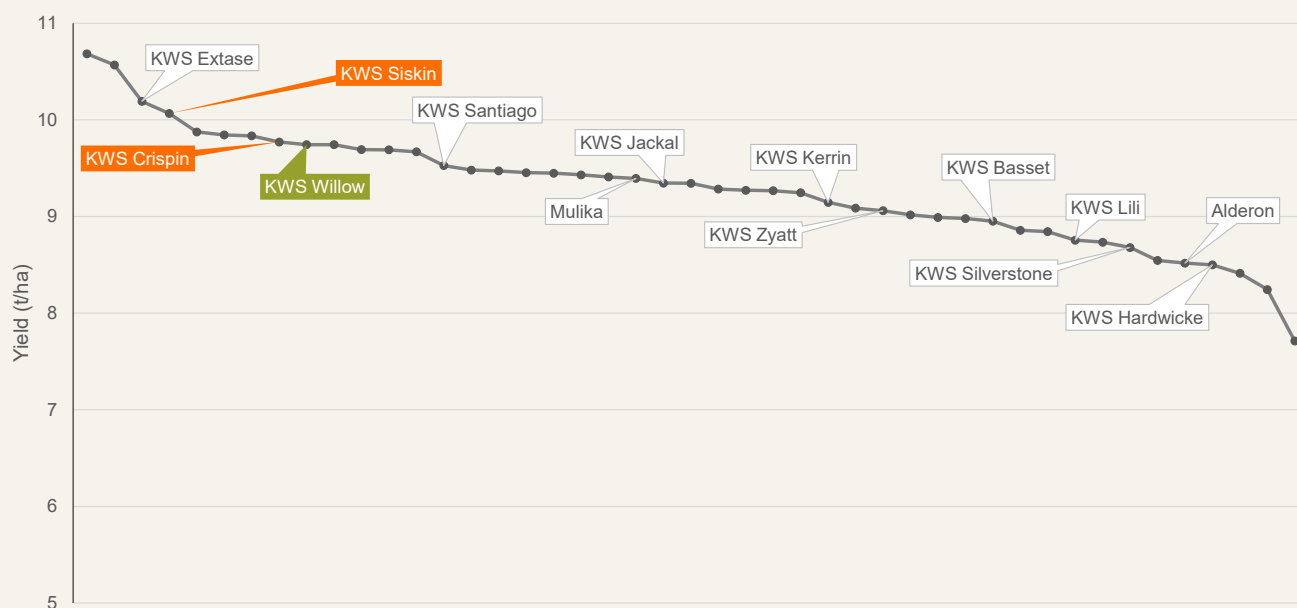 11
10
9
8
7
6
5
Yield (t/ha)
KWS Extase
KWS Siskin
KWS Crispin
KWS Willow
KWS Santiago
KWS Jackal
Mulika
KWS Kerrin
KWS Zyatt
KWS Basset
KWS Silverstone
KWS Lili
Alderon
KWS Hardwicke